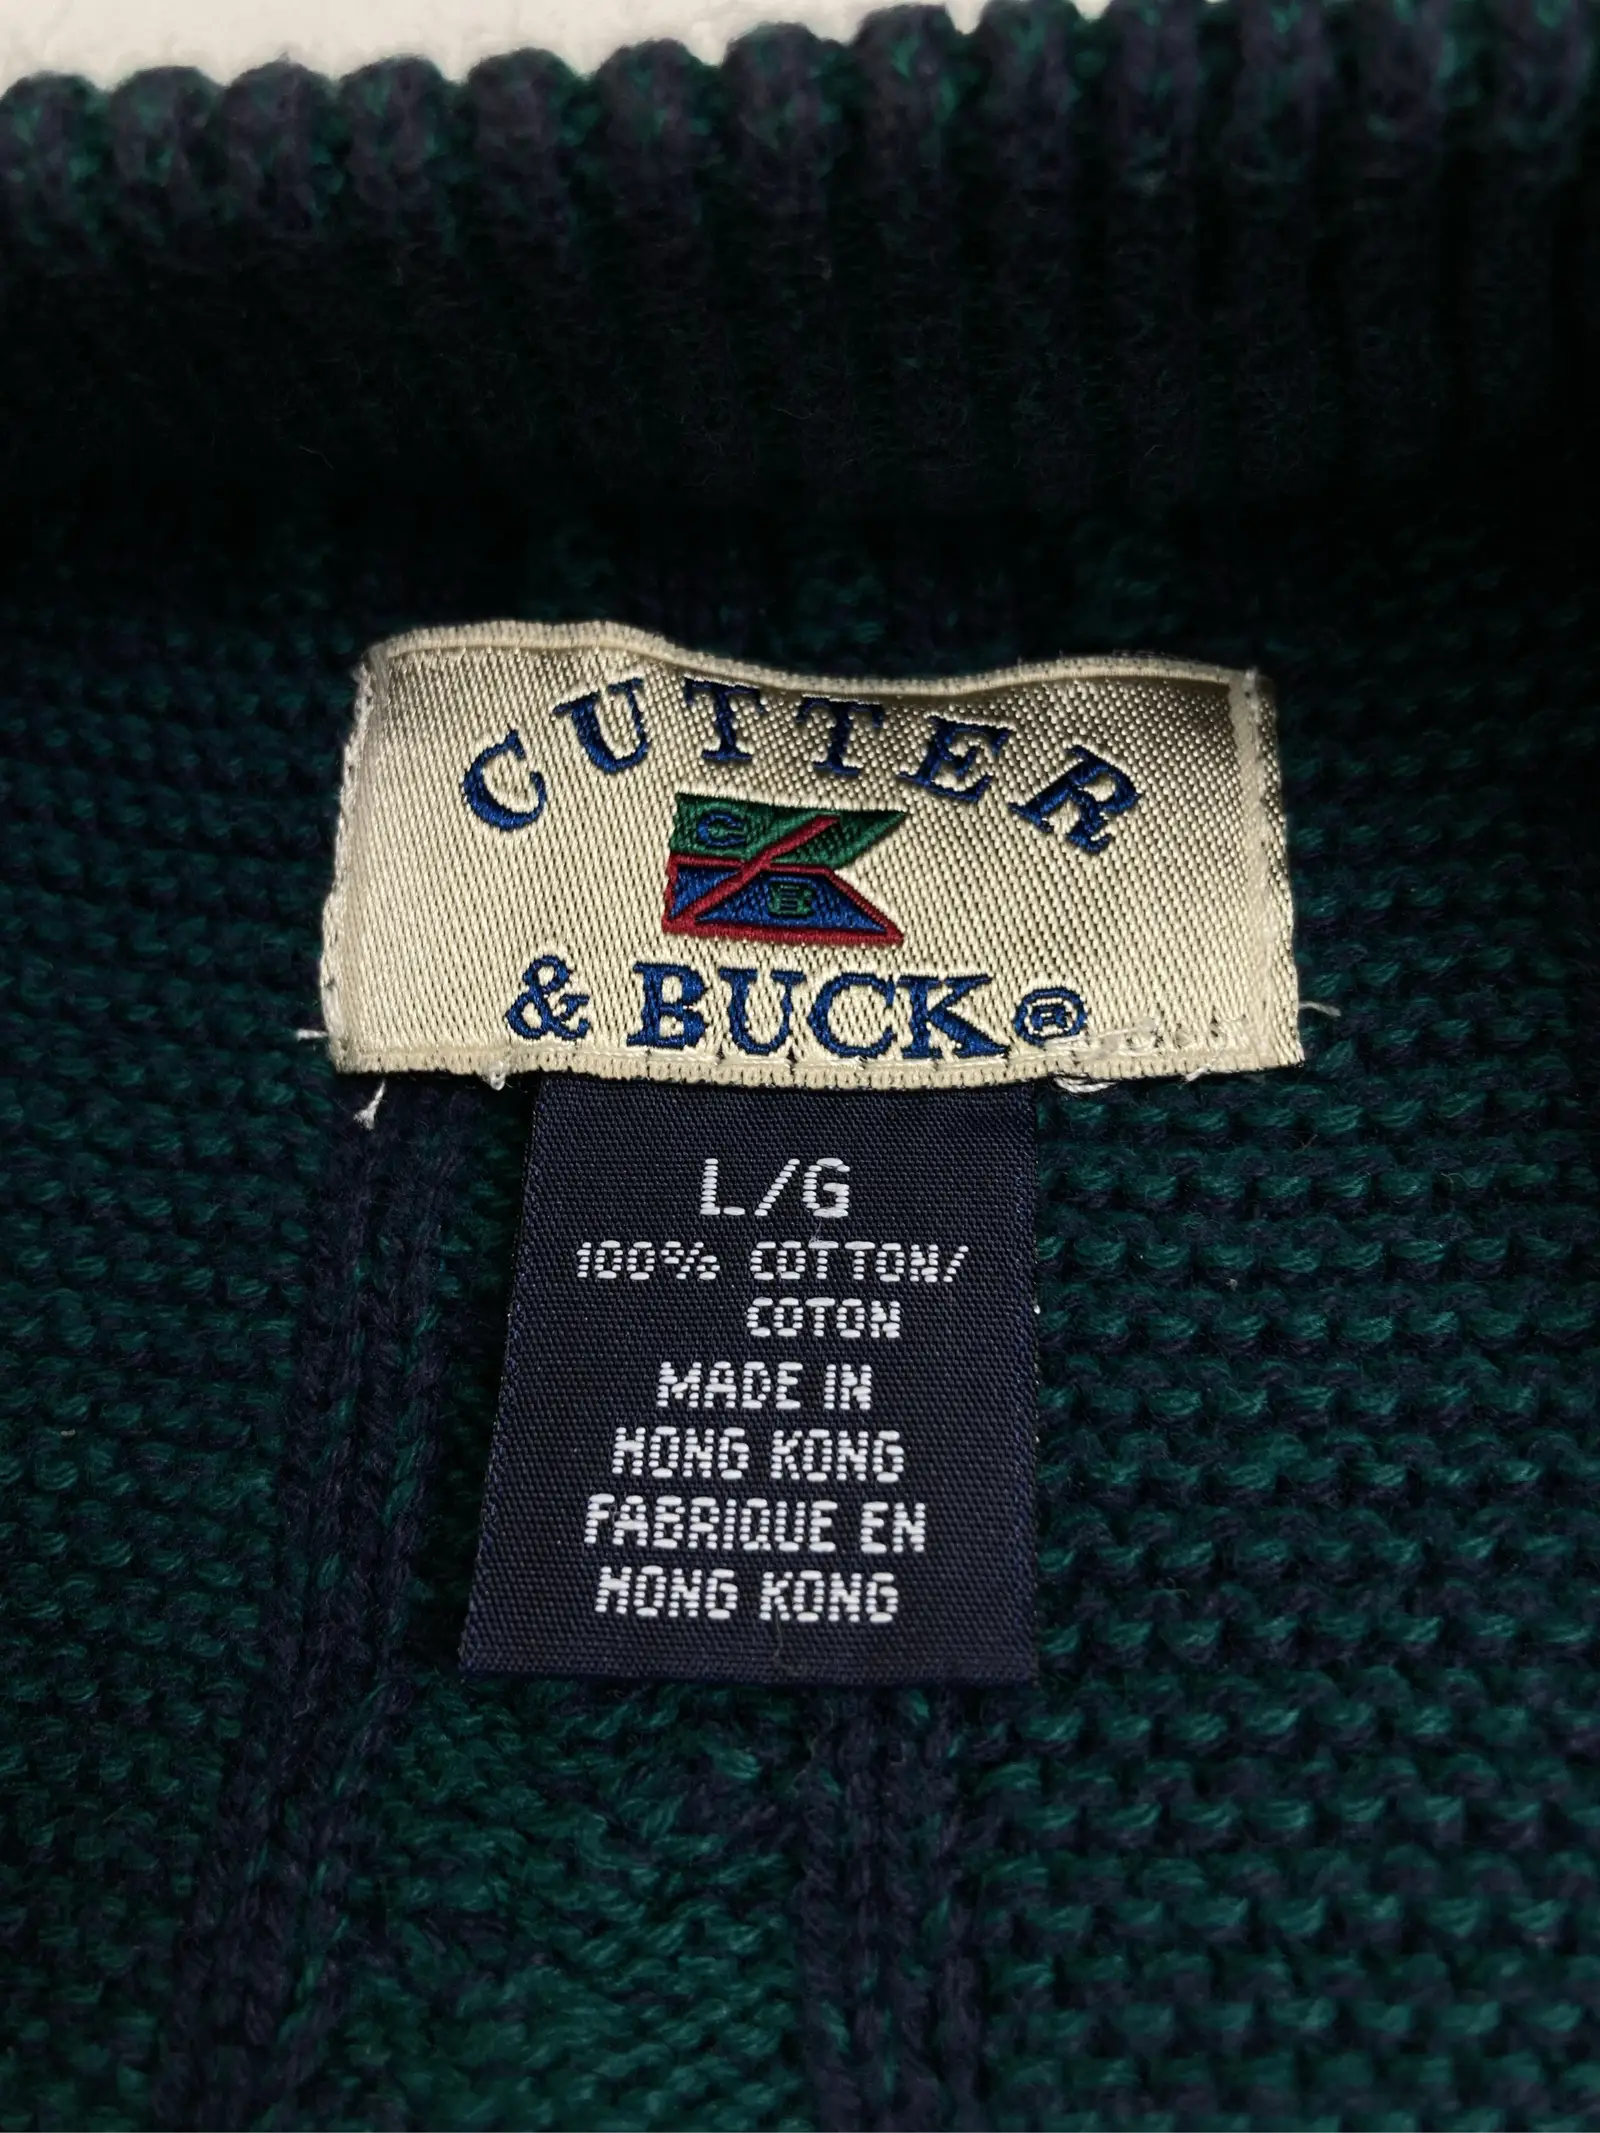 CUTTER
C B
& BUCK®
L/G
100% COTTON/
COTON
MADE IN
HONG KONG
FABRIQUE EN
HONG KONG